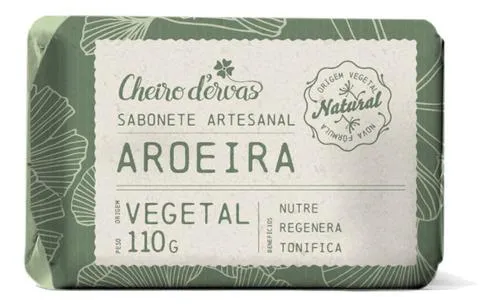 Cheiro d'ervas
SABONETE ARTESANAL
AROEIRA
ORIGEM VEGETAL
Natural
NOVA FÓRMULA
ORIGEM
VEGETAL
PESO
110G
BENEFÍCIOS
NUTRE
REGENERA
TONIFICA